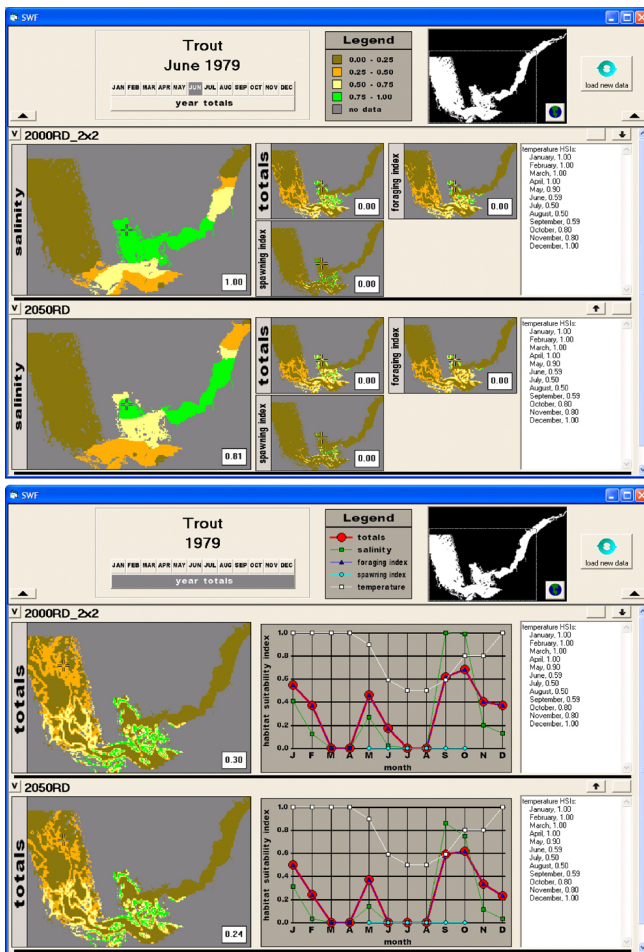 SWF
Trout
June 1979
JAN FEB MAR APR MAY JUN JUL AUG SEP OCT NOV DEC
year totals
Legend
0.00 - 0.25
0.25 - 0.50
0.50 - 0.75
0.75 - 1.00
no data
load new data
V 2000RD_2x2
salinity
1.00
totals
0.00
foraging index
0.00
spawning index
0.00
temperature HSIs:
January, 1.00
February, 1.00
March, 1.00
April, 1.00
May, 0.90
June, 0.59
July, 0.50
August, 0.50
September, 0.59
October, 0.80
November, 0.80
December, 1.00
V 2050RD
salinity
0.81
totals
0.00
foraging index
0.00
spawning index
0.00
temperature HSIs:
January, 1.00
February, 1.00
March, 1.00
April, 1.00
May, 0.90
June, 0.59
July, 0.50
August, 0.50
September, 0.59
October, 0.80
November, 0.80
December, 1.00
SWF
Trout
1979
JAN FEB MAR APR MAY JUN JUL AUG SEP OCT NOV DEC
year totals
Legend
totals
salinity
foraging index
spawning index
temperature
load new data
V 2000RD_2x2
totals
0.30
habitat suitability index
1.0
0.8
0.6
0.4
0.2
0.0
J F M A M J J A S O N D
month
temperature HSIs:
January, 1.00
February, 1.00
March, 1.00
April, 1.00
May, 0.90
June, 0.59
July, 0.50
August, 0.50
September, 0.59
October, 0.80
November, 0.80
December, 1.00
V 2050RD
totals
0.24
habitat suitability index
1.0
0.8
0.6
0.4
0.2
0.0
J F M A M J J A S O N D
month
temperature HSIs:
January, 1.00
February, 1.00
March, 1.00
April, 1.00
May, 0.90
June, 0.59
July, 0.50
August, 0.50
September, 0.59
October, 0.80
November, 0.80
December, 1.00